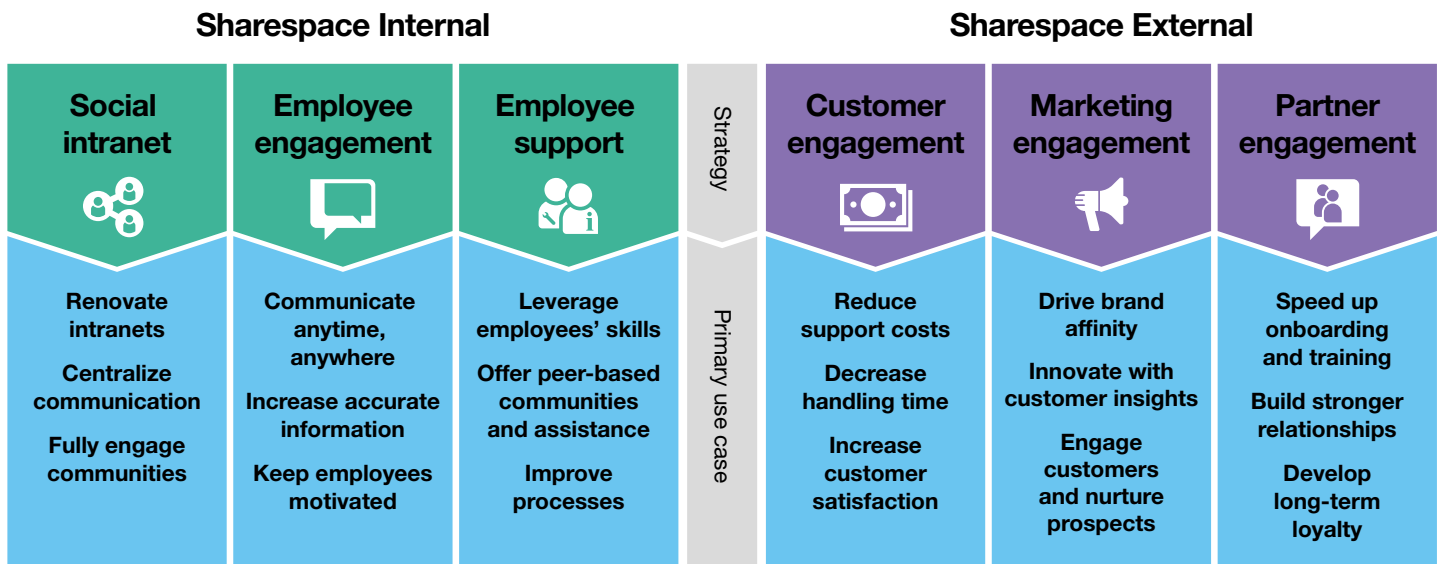 Sharespace Internal
Sharespace External
Social
intranet
Employee
engagement
Employee
support
Strategy
Customer
engagement
Marketing
engagement
Partner
engagement
i
Renovate
intranets
Centralize
communication
Fully engage
communities
Communicate
anytime,
anywhere
Increase accurate
information
Keep employees
motivated
Leverage
employees’ skills
Offer peer-based
communities
and assistance
Improve
processes
Primary use case
Reduce
support costs
Decrease
handling time
Increase
customer
satisfaction
Drive brand
affinity
Innovate with
customer insights
Engage
customers
and nurture
prospects
Speed up
onboarding
and training
Build stronger
relationships
Develop
long-term
loyalty